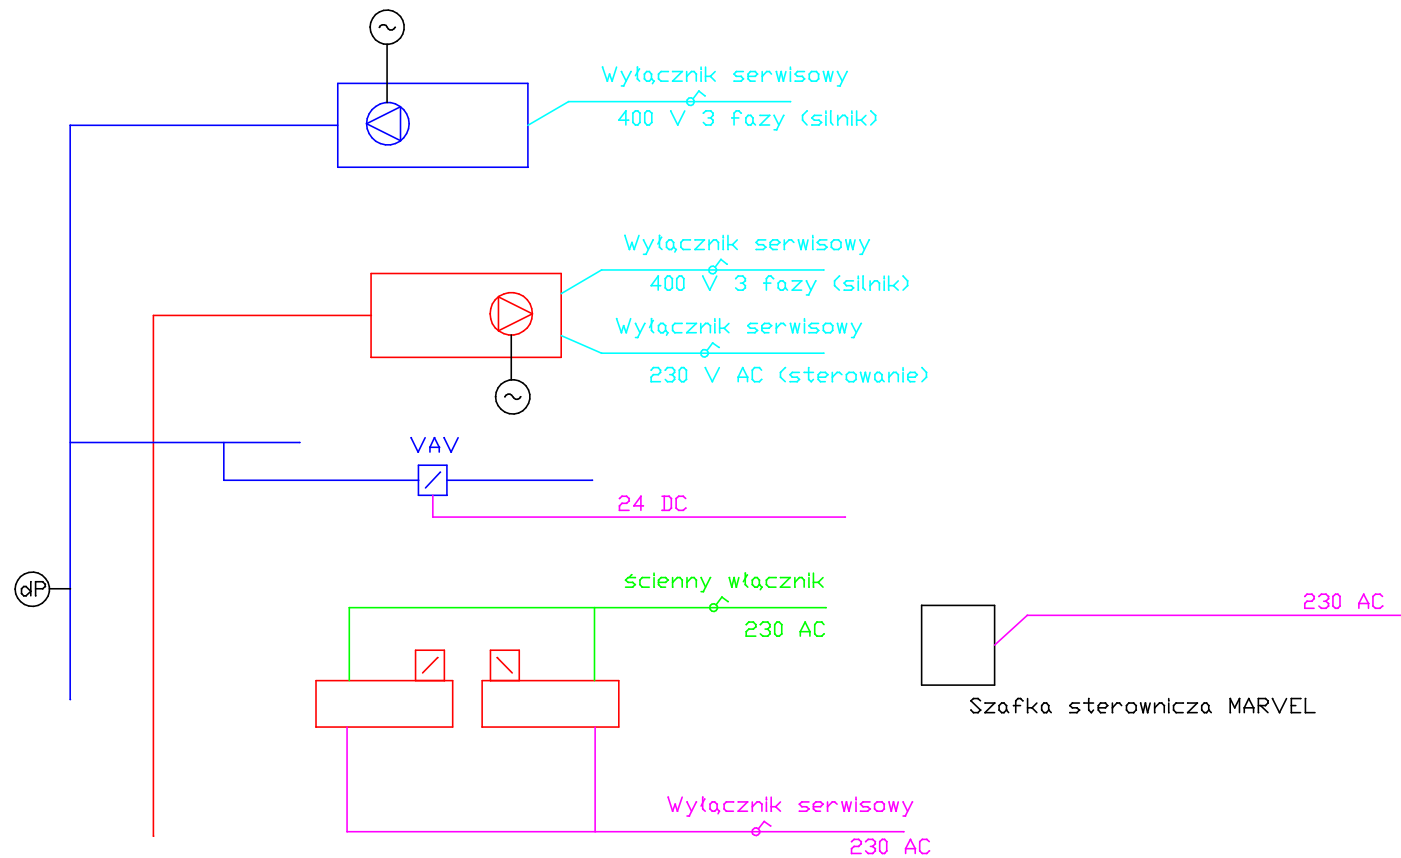 ~
Wyłącznik serwisowy
400 V 3 fazy (silnik)
Wyłącznik serwisowy
400 V 3 fazy (silnik)
Wyłącznik serwisowy
230 V AC (sterowanie)
~
VAV
24 DC
dP
ścienny włącznik
230 AC
230 AC
Szafka sterownicza MARVEL
Wyłącznik serwisowy
230 AC